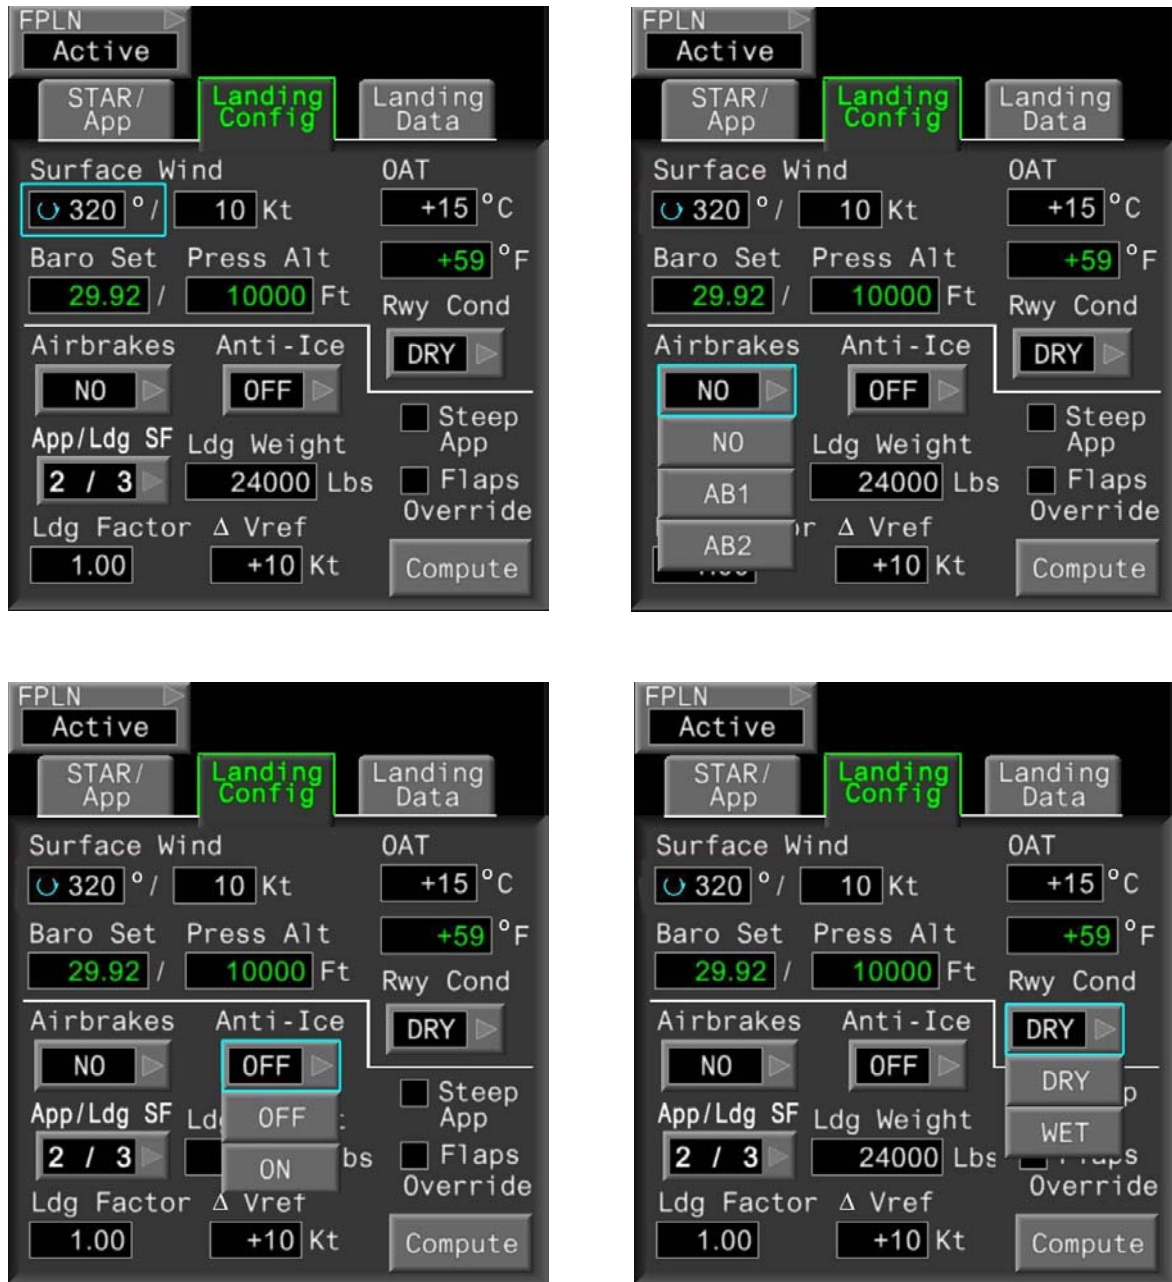 FPLN
Active
STAR/
App
Landing
Config
Landing
Data
Surface Wind
OAT
320 °/ 10 Kt
+15 °C
Baro Set Press Alt
+59 °F
29.92 / 10000 Ft
Rwy Cond
Airbrakes Anti-Ice
DRY
NO OFF
Steep
App
App/Ldg SF Ldg Weight
2 / 3 24000 Lbs
Flaps
Override
Ldg Factor Δ Vref
1.00 +10 Kt
Compute
FPLN
Active
STAR/
App
Landing
Config
Landing
Data
Surface Wind
OAT
320 °/ 10 Kt
+15 °C
Baro Set Press Alt
+59 °F
29.92 / 10000 Ft
Rwy Cond
Airbrakes Anti-Ice
DRY
NO OFF
NO
AB1
AB2
Steep
App
Ldg Weight
24000 Lbs
Flaps
Override
r Δ Vref
+10 Kt
Compute
FPLN
Active
STAR/
App
Landing
Config
Landing
Data
Surface Wind
OAT
320 °/ 10 Kt
+15 °C
Baro Set Press Alt
+59 °F
29.92 / 10000 Ft
Rwy Cond
Airbrakes Anti-Ice
DRY
NO OFF
OFF
ON
Steep
App
App/Ldg SF Ld
2 / 3 bs
Flaps
Override
Ldg Factor Δ Vref
1.00 +10 Kt
Compute
FPLN
Active
STAR/
App
Landing
Config
Landing
Data
Surface Wind
OAT
320 °/ 10 Kt
+15 °C
Baro Set Press Alt
+59 °F
29.92 / 10000 Ft
Rwy Cond
Airbrakes Anti-Ice
DRY
DRY
WET
NO OFF
p
App/Ldg SF Ldg Weight
2 / 3 24000 Lbs
Override
Ldg Factor Δ Vref
1.00 +10 Kt
Compute